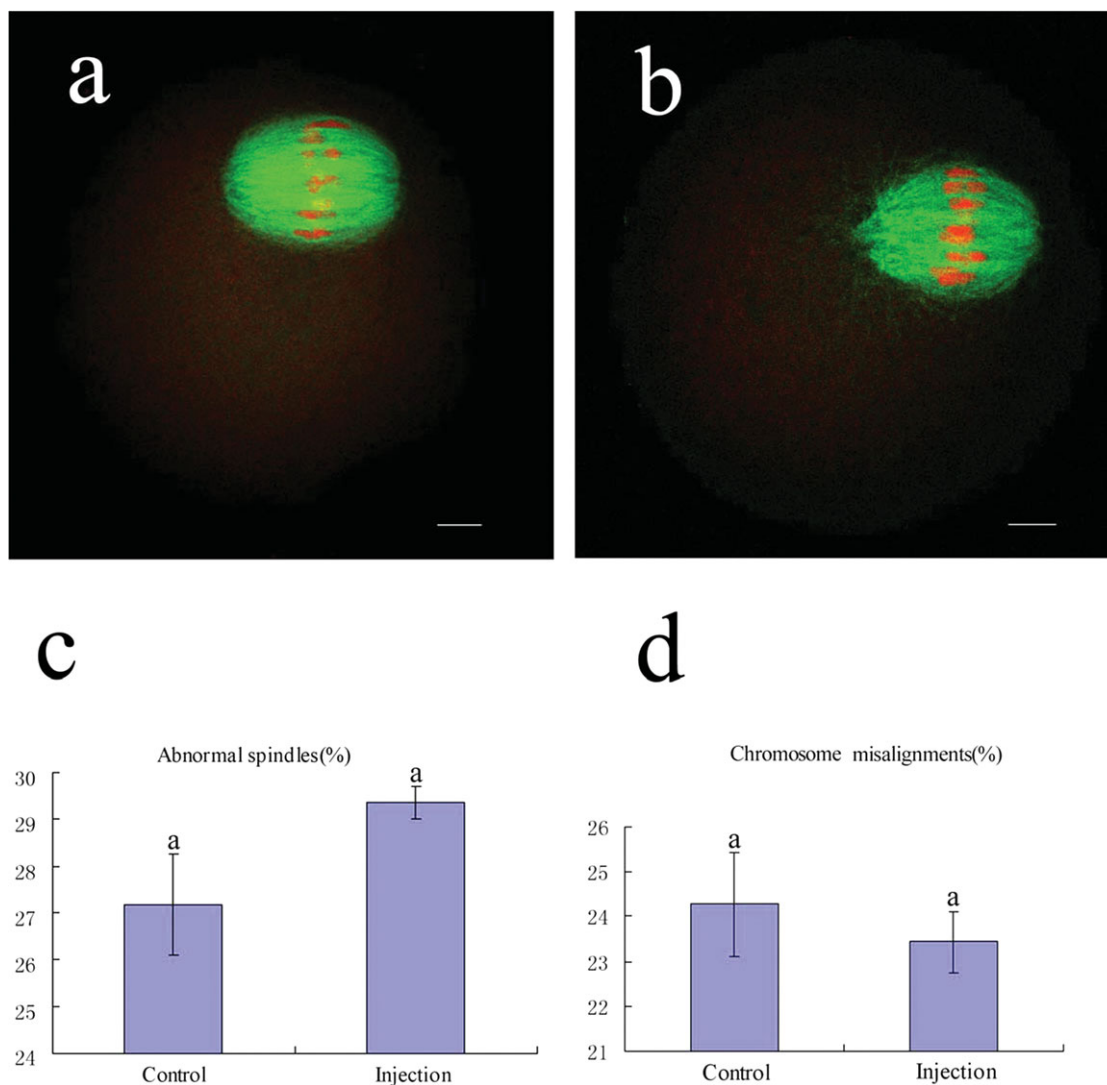 a
b
c
d
Abnormal spindles(%)
30
29
28
27
26
25
24
a
a
Control
Injection
Chromosome misalignments(%)
26
25
24
23
22
21
a
a
Control
Injection